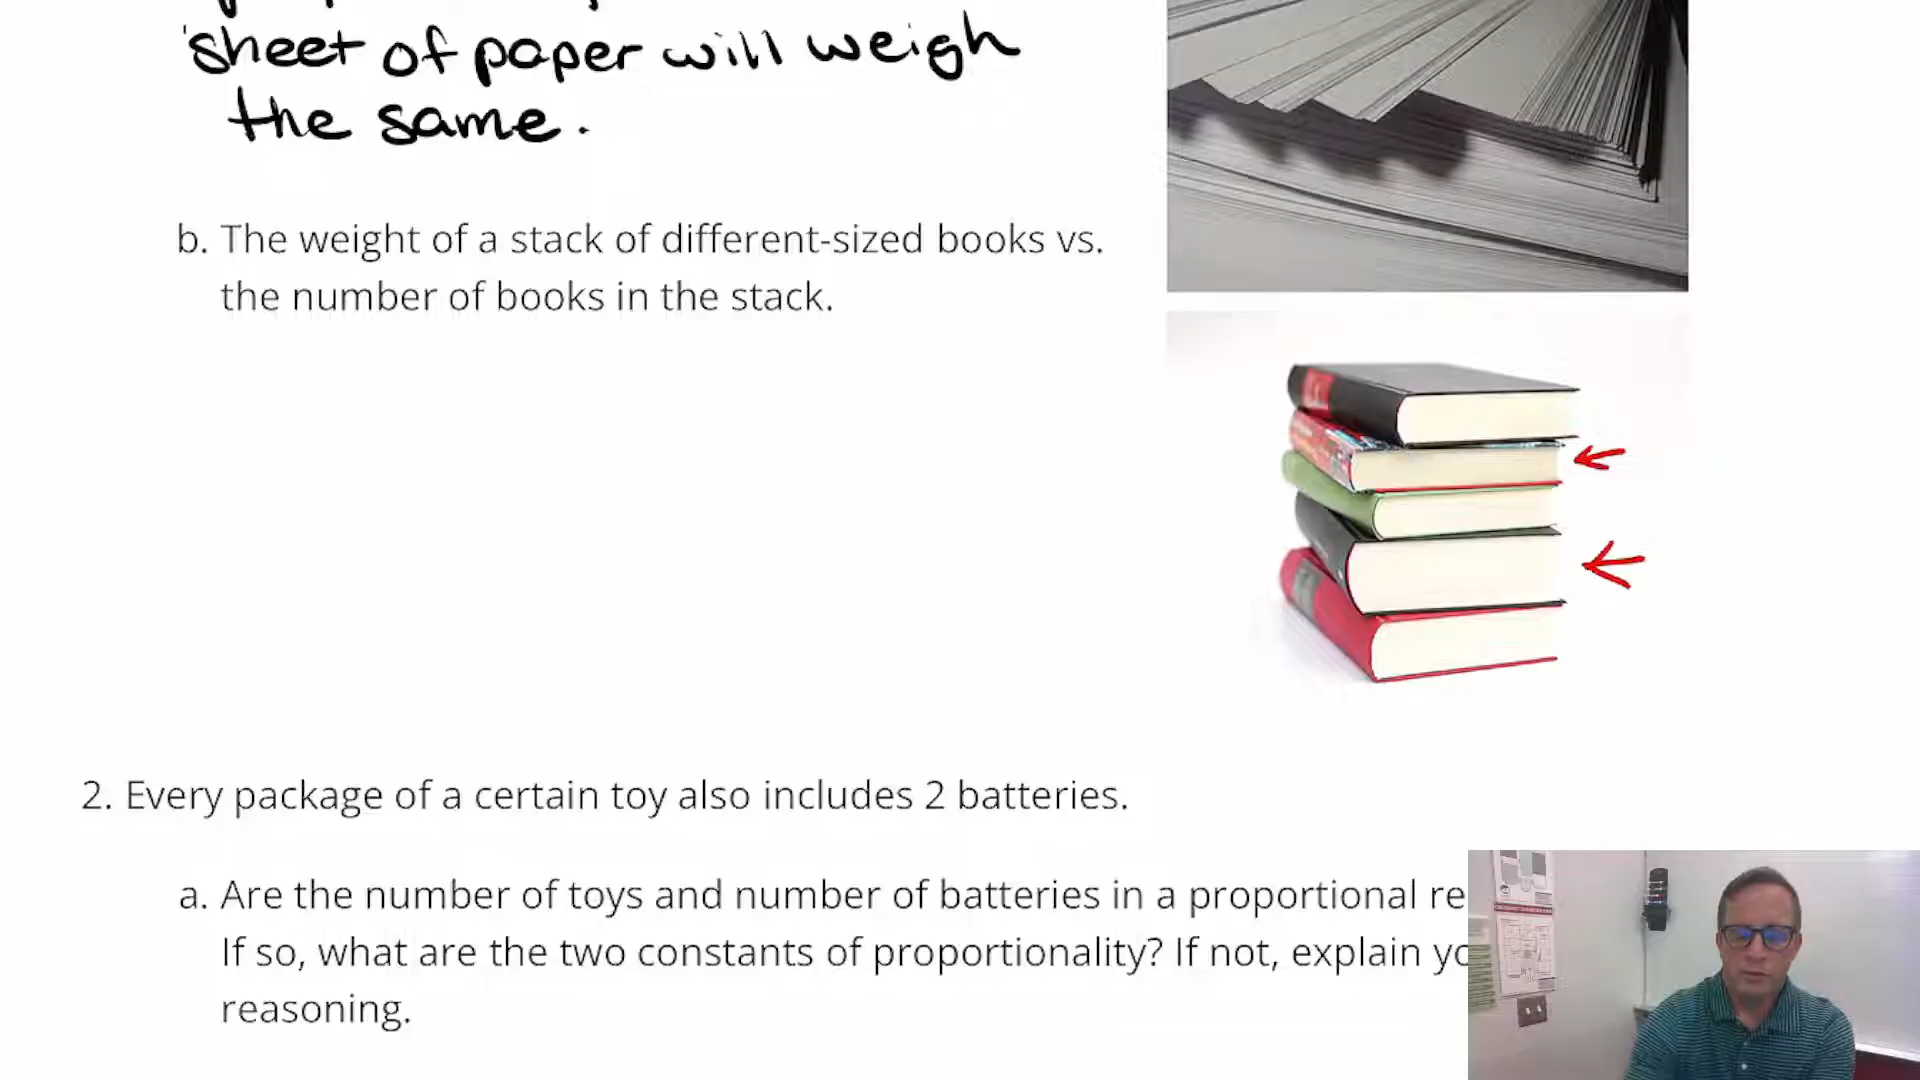 sheet of paper will weigh
the same.
b. The weight of a stack of different-sized books vs.
the number of books in the stack.
2. Every package of a certain toy also includes 2 batteries.
a. Are the number of toys and number of batteries in a proportional re
If so, what are the two constants of proportionality? If not, explain yo
reasoning.